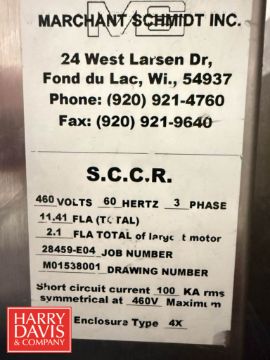 MARCHANT SCHMIDT INC.
MS
24 West Larsen Dr,
Fond du Lac, Wi., 54937
Phone: (920) 921-4760
Fax: (920) 921-9640
S.C.C.R.
460 VOLTS 60 HERTZ 3 PHASE
11.41 FLA (TOTAL)
2.1 FLA TOTAL of largest motor
28459-E04 JOB NUMBER
M01538001 DRAWING NUMBER
Short circuit current 100 KA rms
symmetrical at 460V Maximum
Enclosure Type 4X
HARRY
DAVIS
& COMPANY